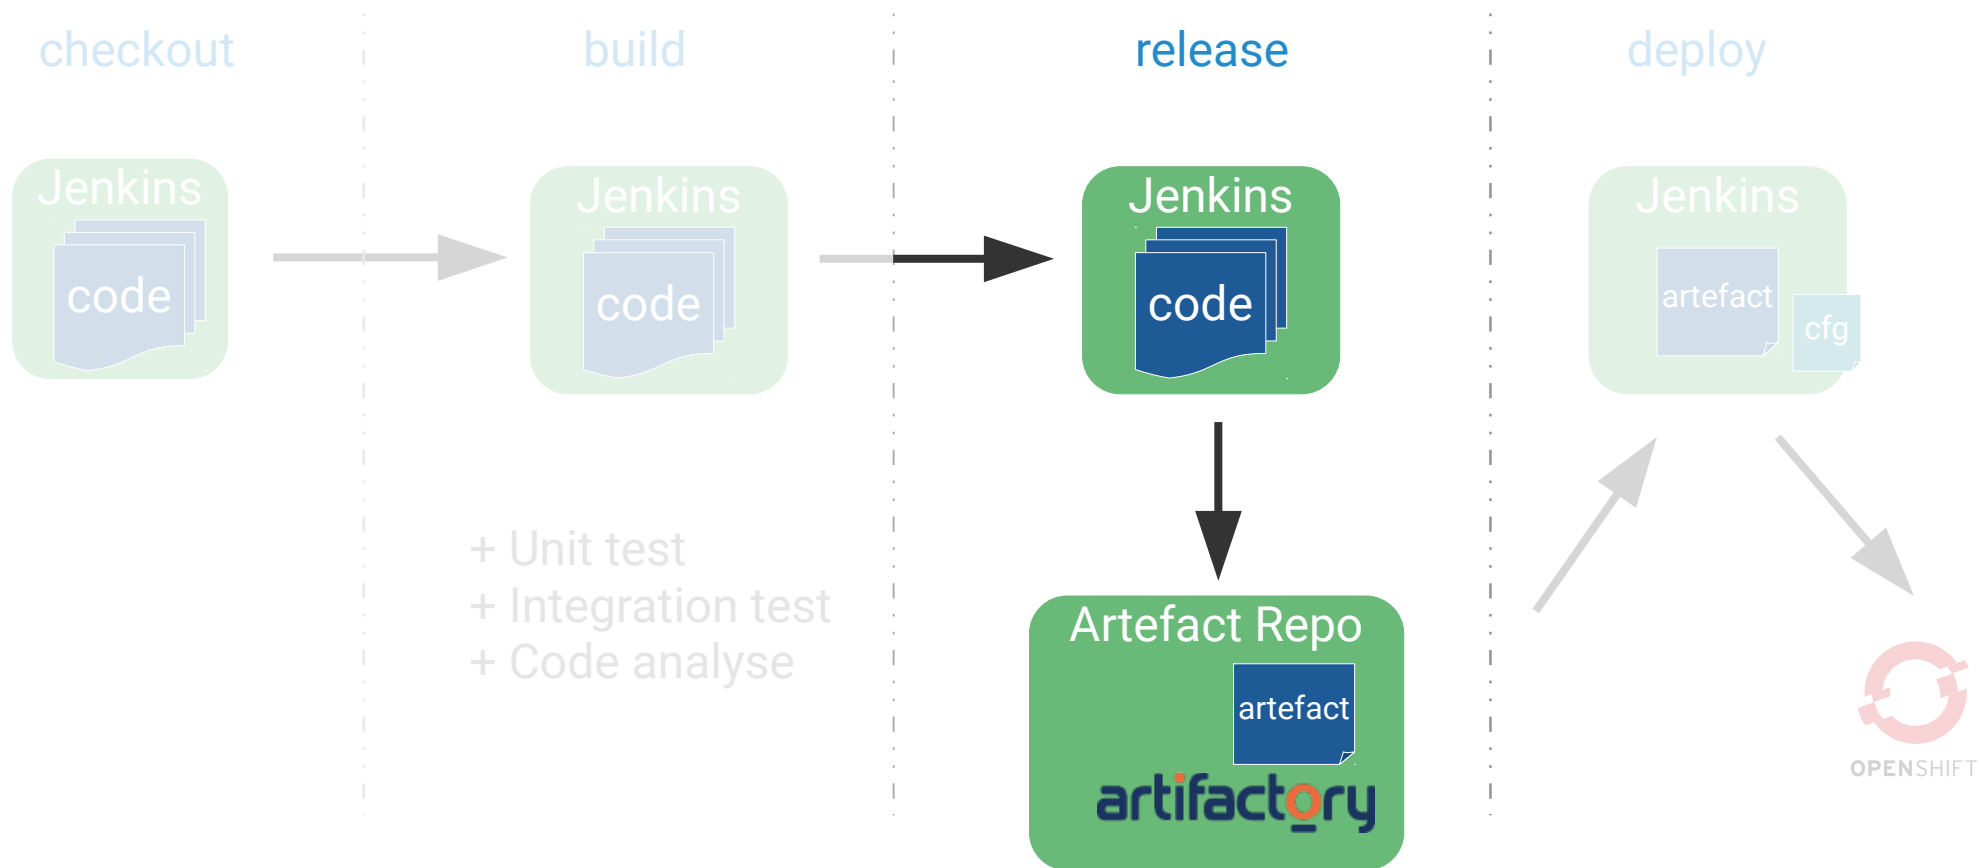 checkout
build
release
deploy
Jenkins
code
Jenkins
code
+ Unit test
+ Integration test
+ Code analyse
Jenkins
code
Artefact Repo
artefact
artifactory
Jenkins
artefact
cfg
OPENSHIFT